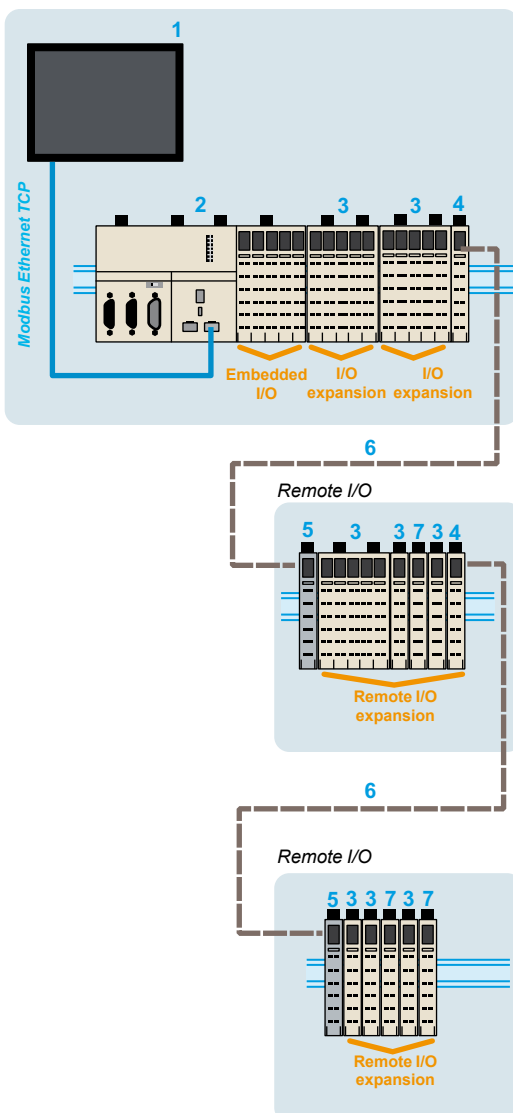 1
Modbus Ethernet TCP
2 3 3 4
Embedded I/O expansion I/O expansion
I/O
6
Remote I/O
5 3 3 7 3 4
Remote I/O
expansion
6
Remote I/O
5 3 3 7 3 7
Remote I/O
expansion